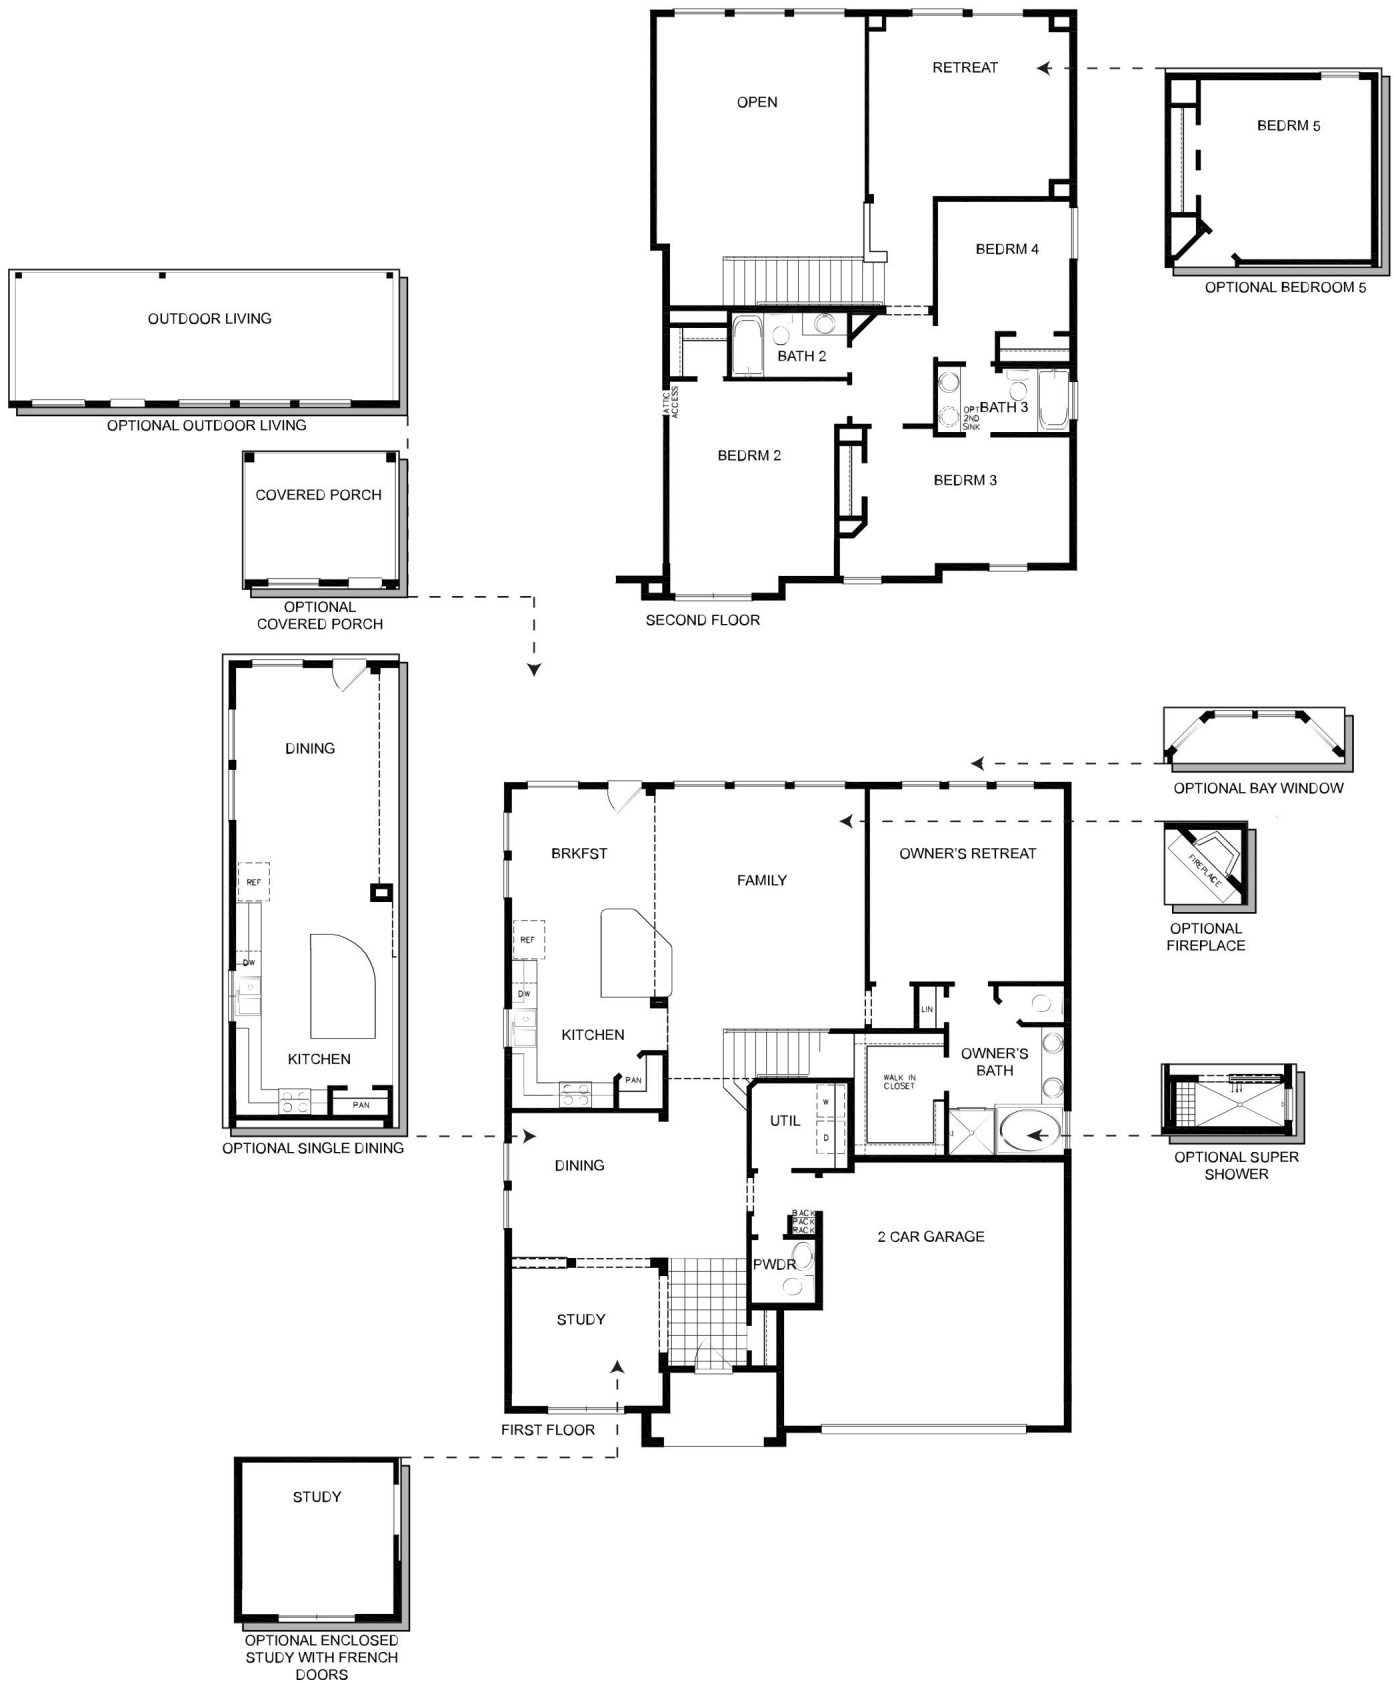 OPEN
RETREAT
BEDRM 5
OPTIONAL BEDROOM 5
BEDRM 4
BATH 2
ATTIC
ACCESS
BATH 3
OPT
2ND
SINK
BEDRM 2
BEDRM 3
SECOND FLOOR
OUTDOOR LIVING
OPTIONAL OUTDOOR LIVING
COVERED PORCH
OPTIONAL
COVERED PORCH
DINING
REF
DW
KITCHEN
PAN
OPTIONAL SINGLE DINING
OPTIONAL BAY WINDOW
FIREPLACE
OPTIONAL
FIREPLACE
BRKFST
FAMILY
OWNER'S RETREAT
REF
DW
KITCHEN
PAN
LIN
OWNER'S
BATH
WALK IN
CLOSET
W
D
UTIL
DINING
OPTIONAL SUPER
SHOWER
BACK
PACK
RACK
2 CAR GARAGE
PWDR
STUDY
FIRST FLOOR
STUDY
OPTIONAL ENCLOSED
STUDY WITH FRENCH
DOORS